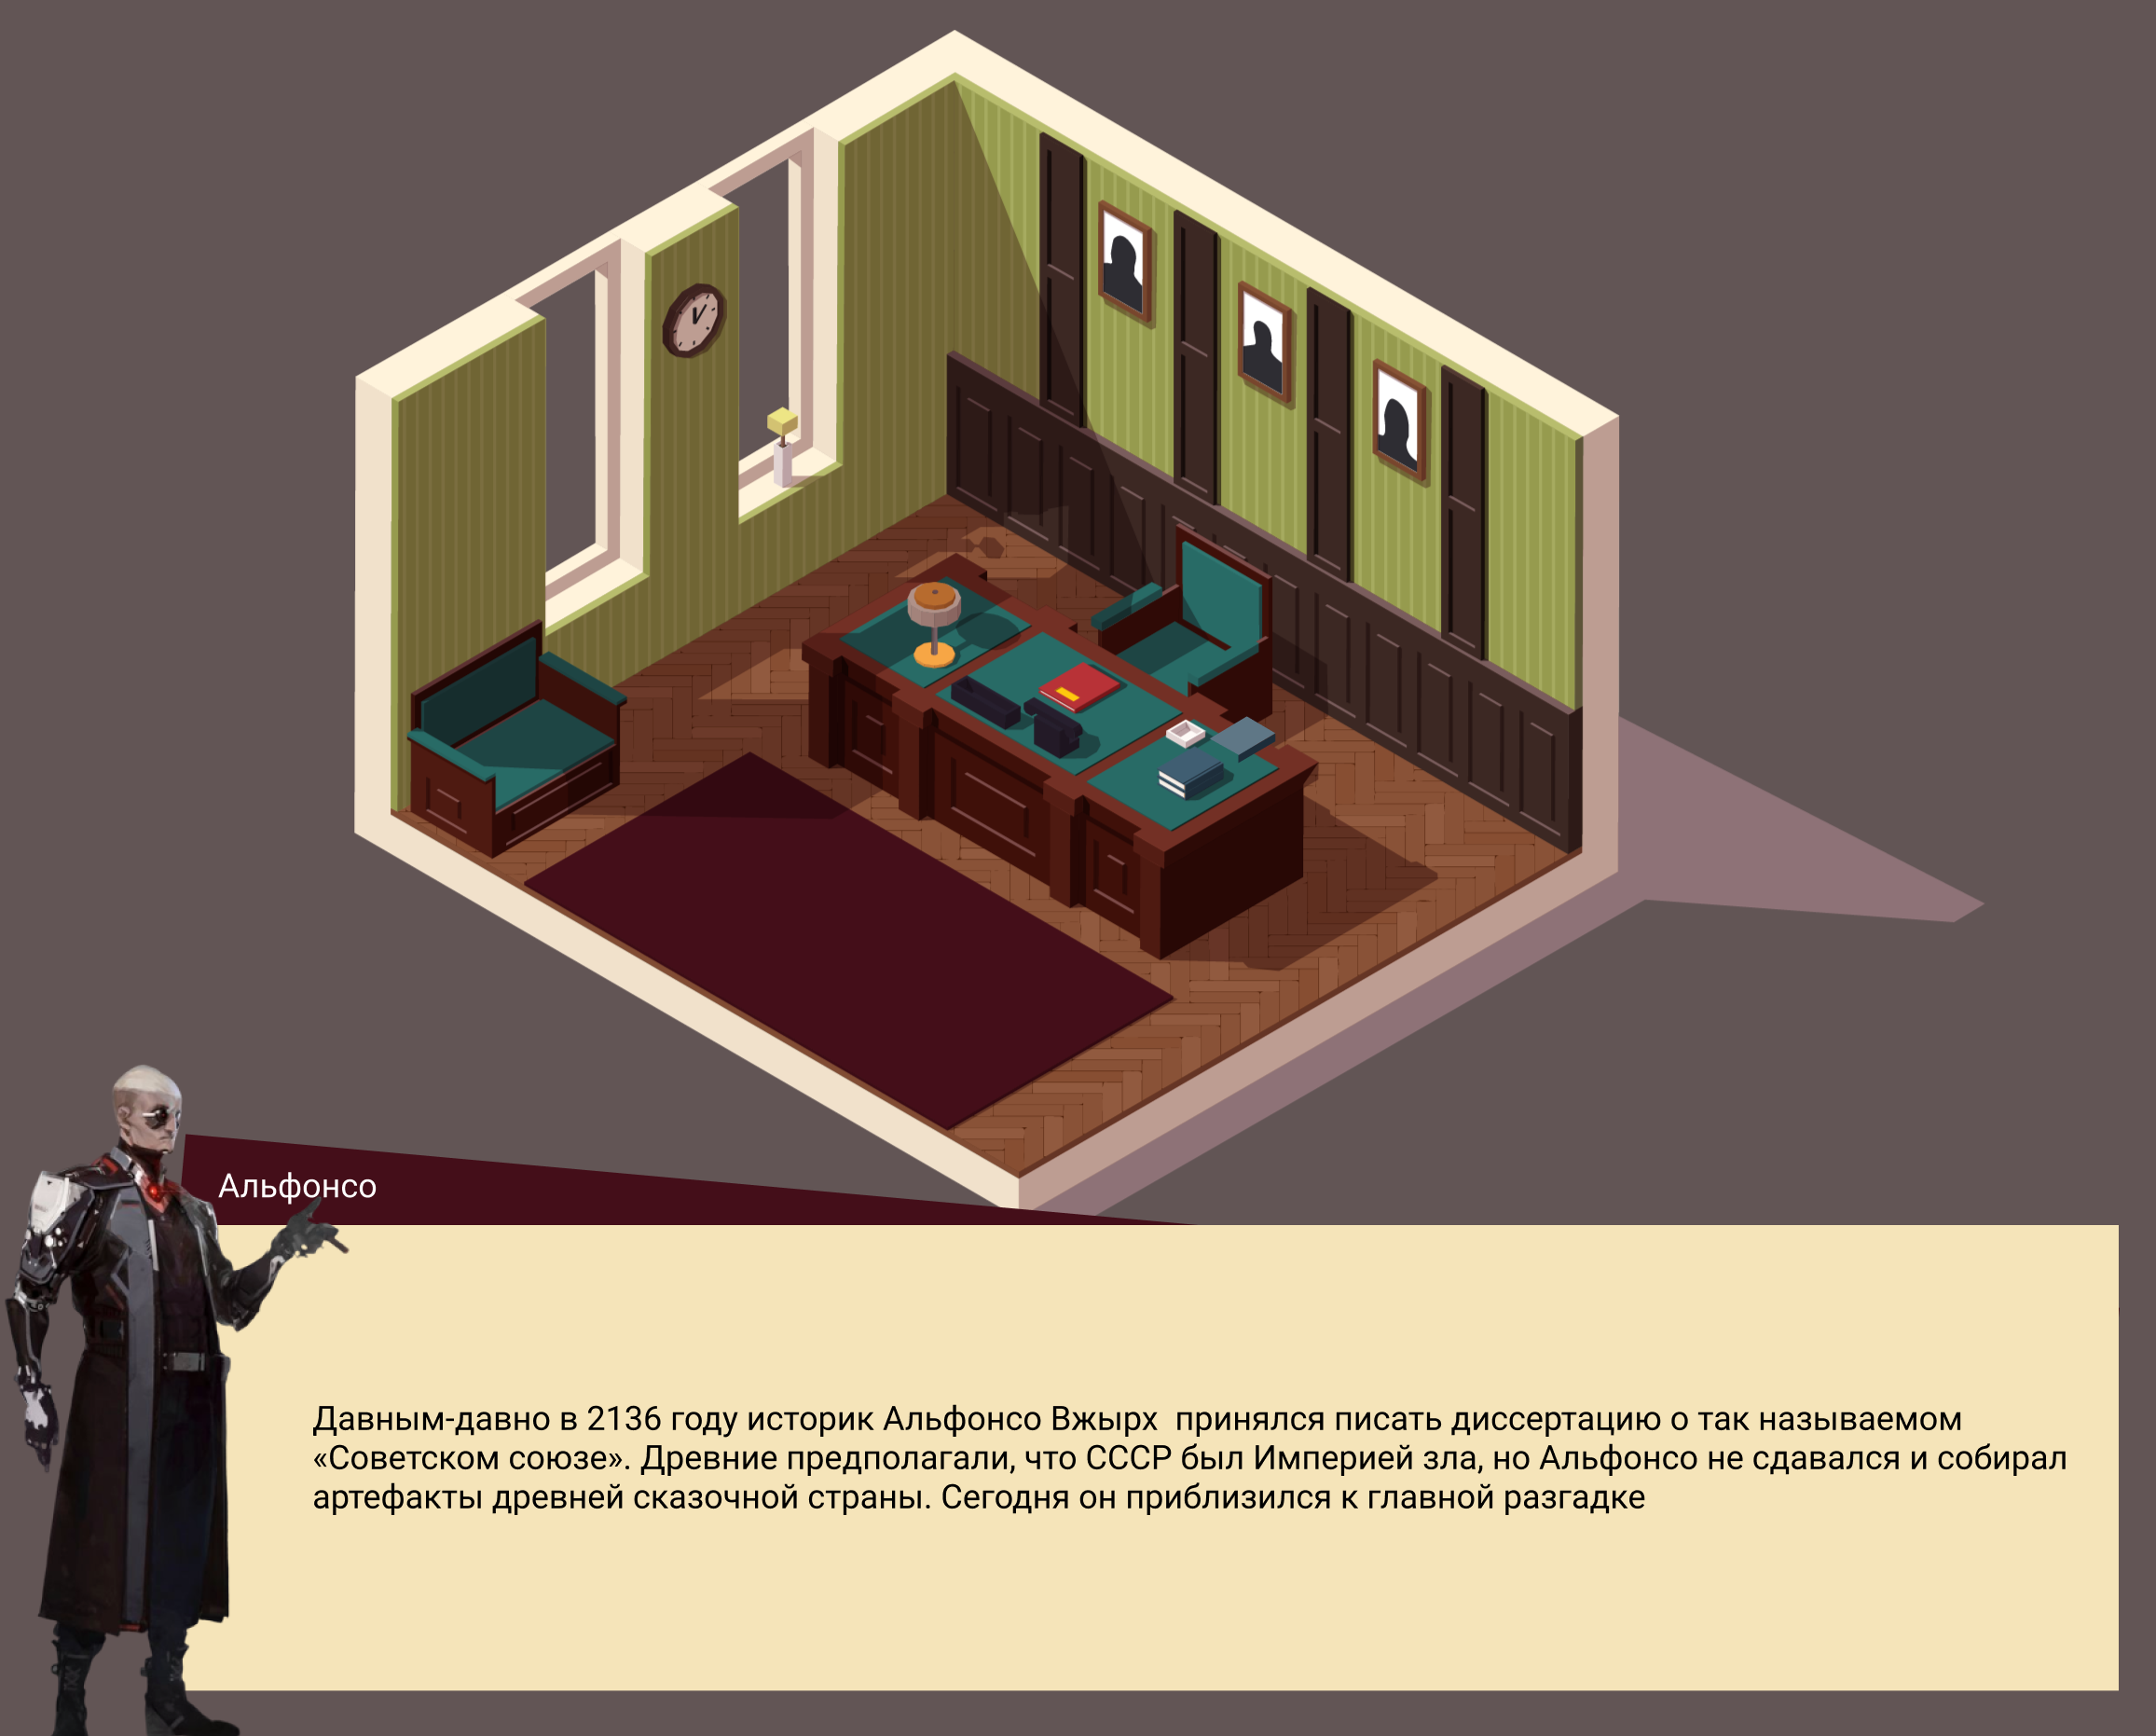 Альфонсо
Давным-давно в 2136 году историк Альфонсо Вжырх  принялся писать диссертацию о так называемом
«Советском союзе». Древние предполагали, что СССР был Империей зла, но Альфонсо не сдавался и собирал
артефакты древней сказочной страны. Сегодня он приблизился к главной разгадке